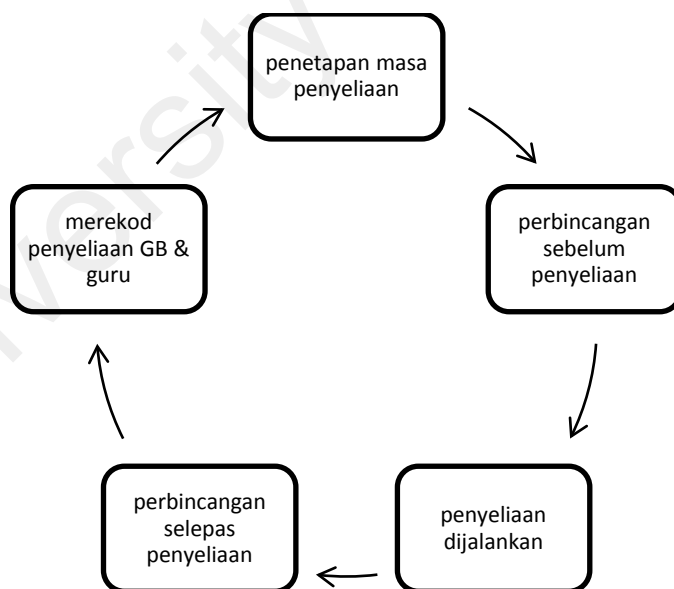 penetapan masa
penyeliaan
perbincangan
sebelum
penyeliaan
penyeliaan
dijalankan
perbincangan
selepas
penyeliaan
merekod
penyeliaan GB &
guru